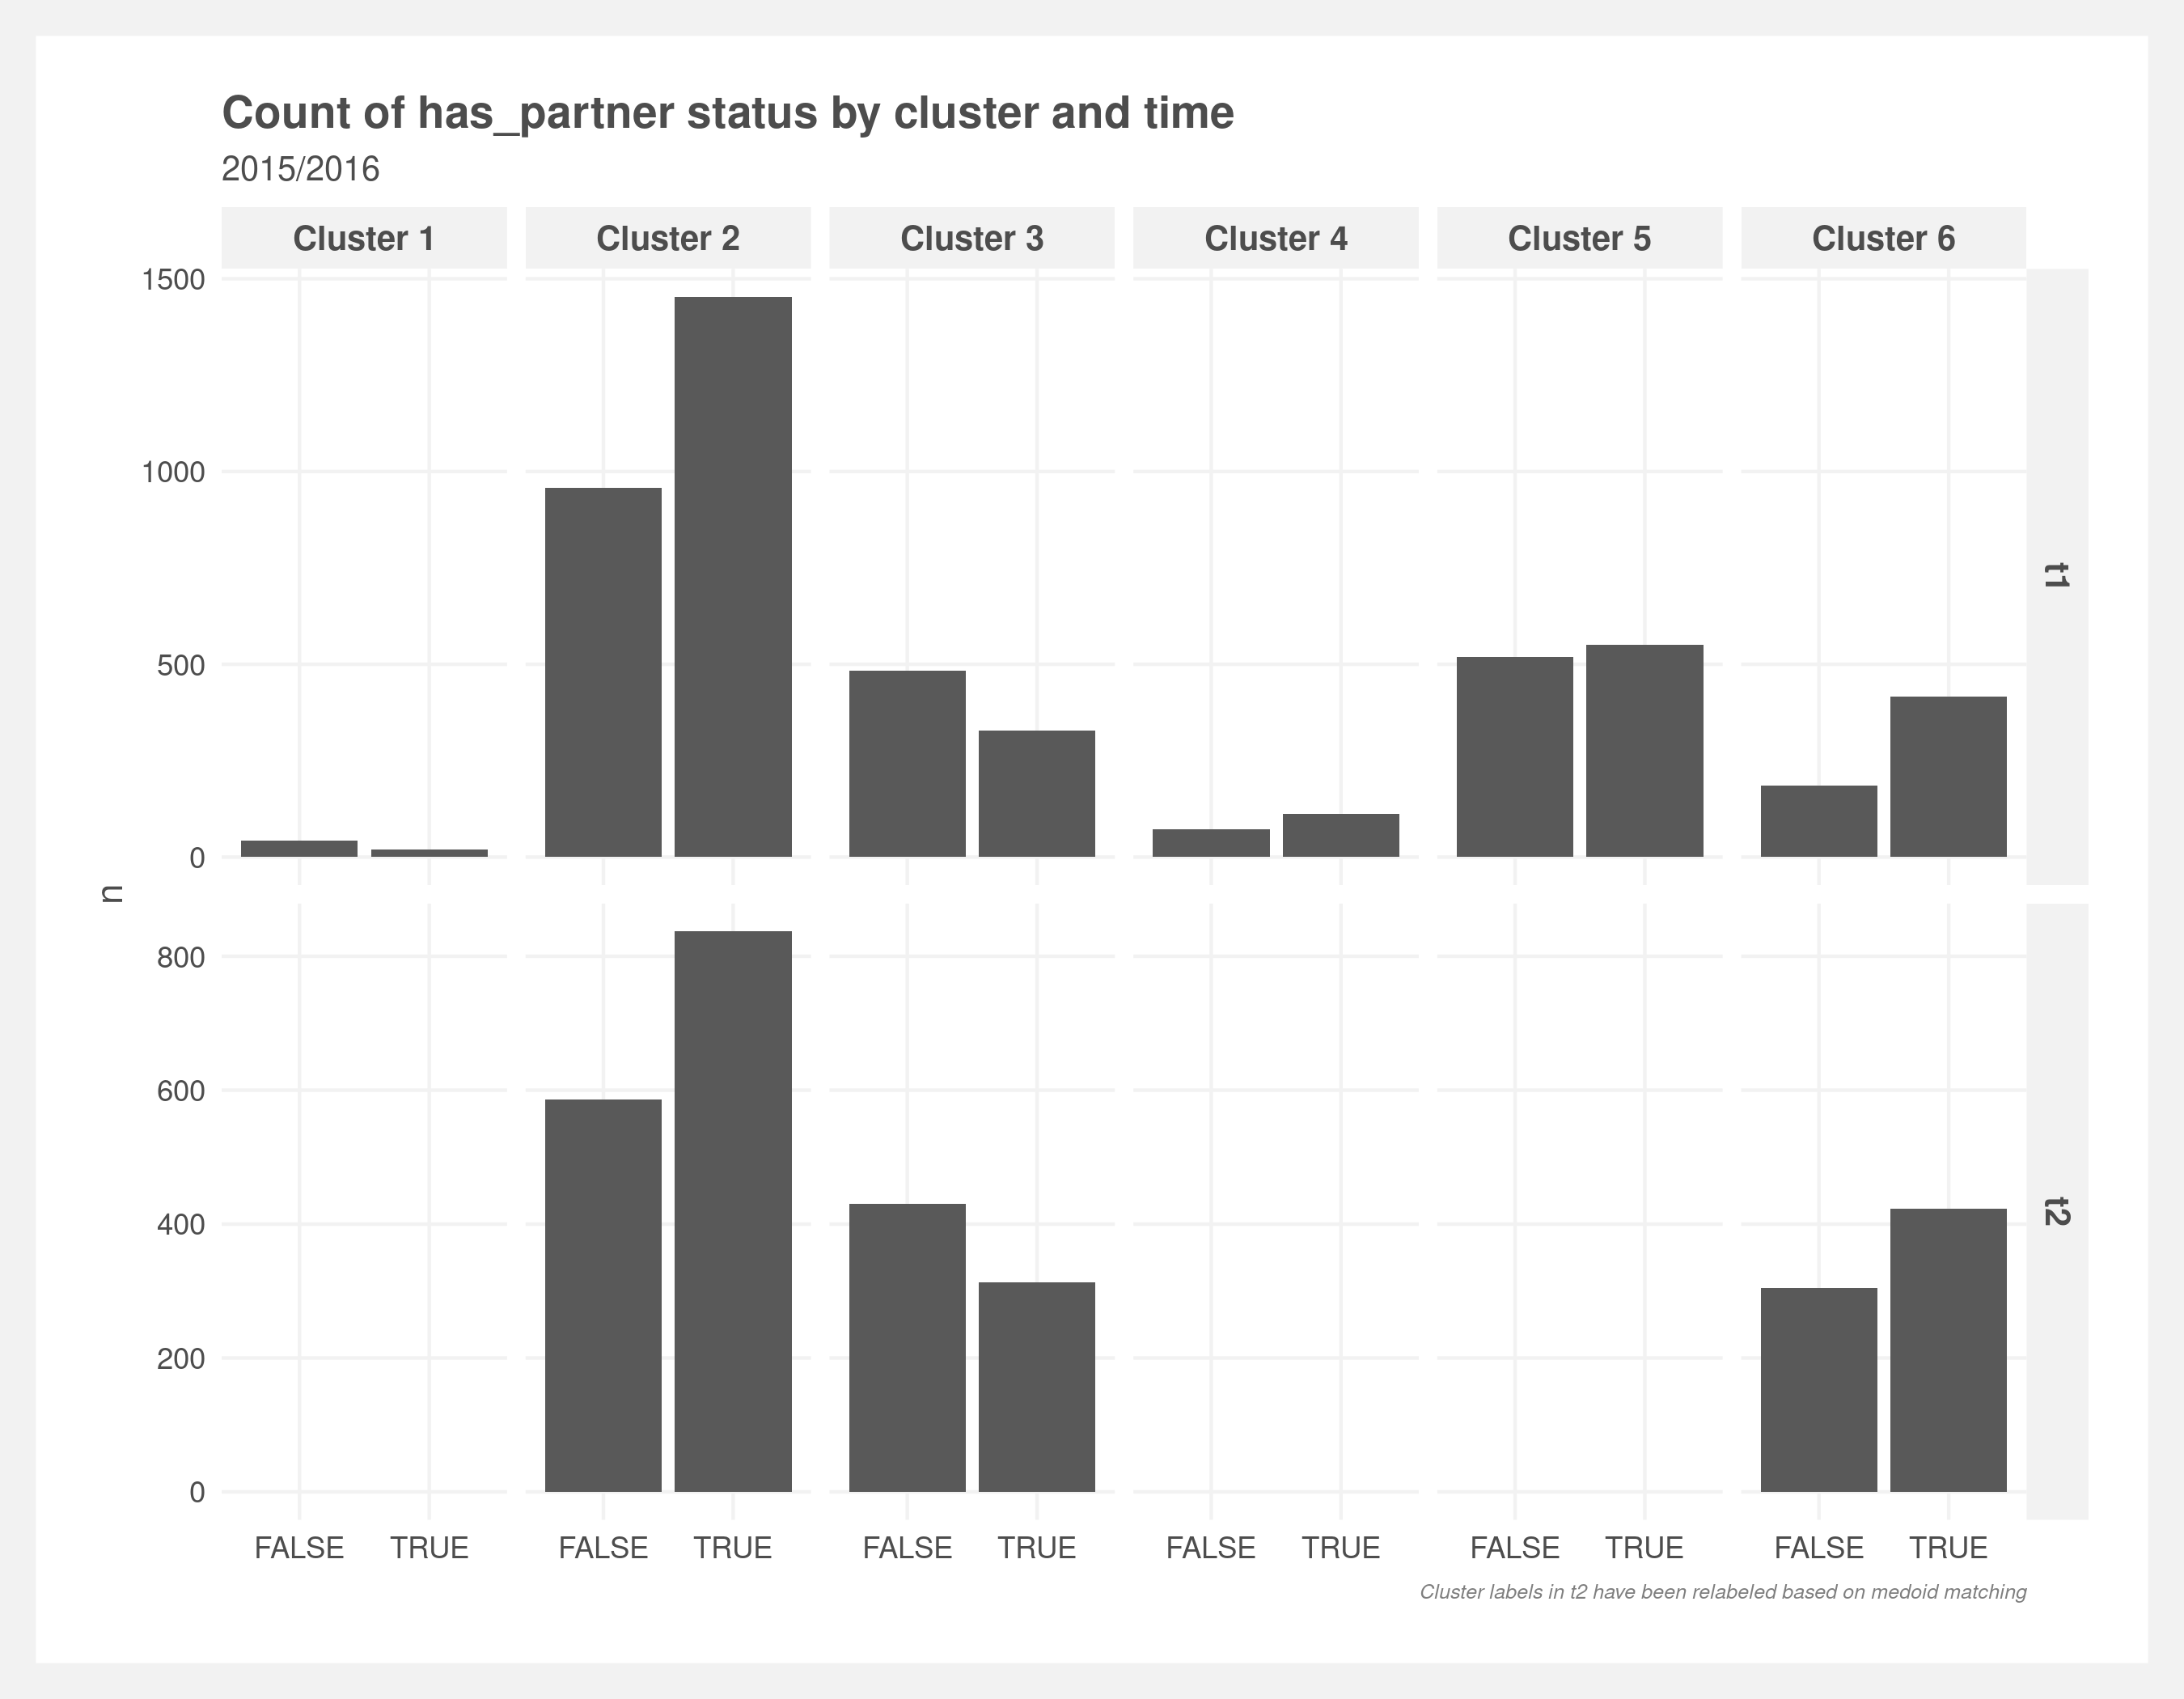 Count of has_partner status by cluster and time
2015/2016
Cluster 1 Cluster 2 Cluster 3 Cluster 4 Cluster 5 Cluster 6
1500
1000
500
0
t1
n
800
600
400
200
0
t2
FALSE TRUE FALSE TRUE FALSE TRUE FALSE TRUE FALSE TRUE FALSE TRUE
Cluster labels in t2 have been relabeled based on medoid matching